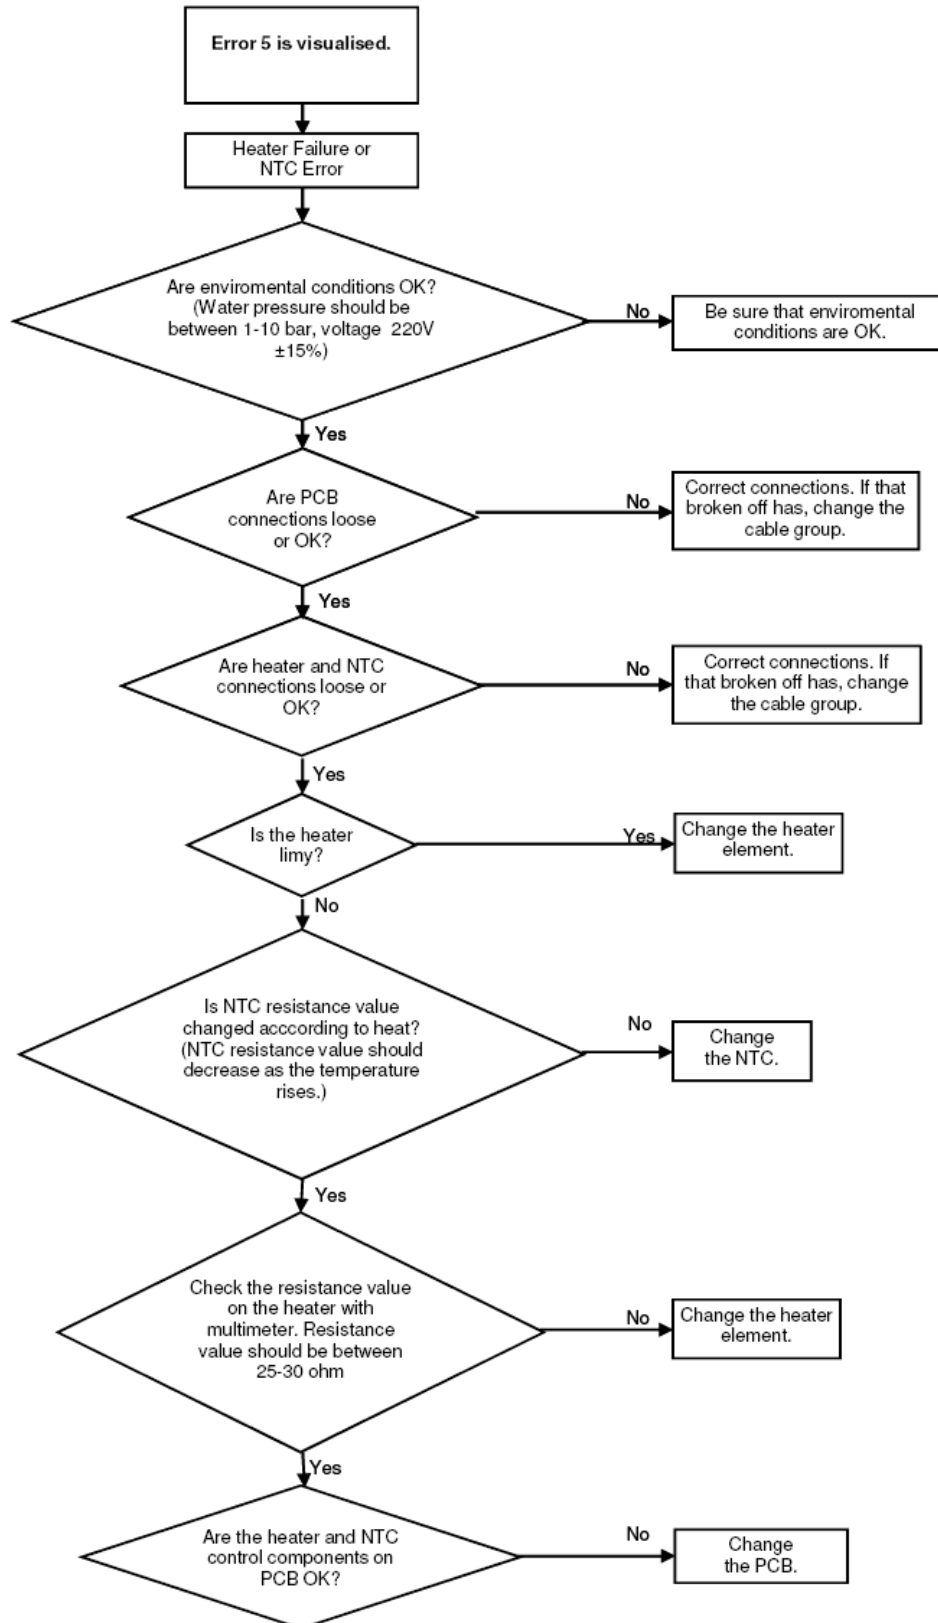 Error 5 is visualised.
Heater Failure or
NTC Error
Are enviromental conditions OK?
(Water pressure should be
between 1-10 bar, voltage 220V
±15%)
No
Be sure that enviromental
conditions are OK.
Yes
Are PCB
connections loose
or OK?
No
Correct connections. If that
broken off has, change the
cable group.
Yes
Are heater and NTC
connections loose or
OK?
No
Correct connections. If
that broken off has, change
the cable group.
Yes
Is the heater
limy?
Yes
Change the heater
element.
No
Is NTC resistance value
changed acccording to heat?
(NTC resistance value should
decrease as the temperature
rises.)
No
Change
the NTC.
Yes
Check the resistance value
on the heater with
multimeter. Resistance
value should be between
25-30 ohm
No
Change the heater
element.
Yes
Are the heater and NTC
control components on
PCB OK?
No
Change
the PCB.